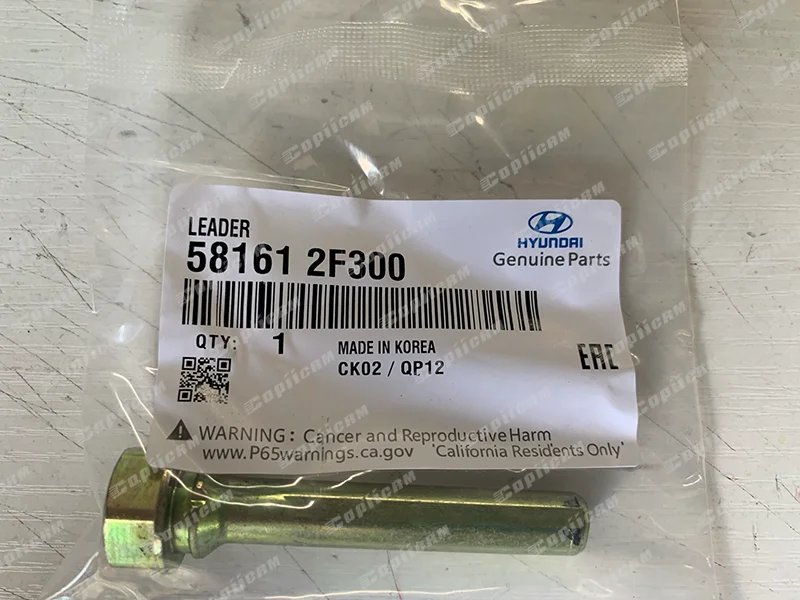 LEADER
58161 2F300
HYUNDAI
Genuine Parts
QTY: 1
MADE IN KOREA
CK02 / QP12
EAC
WARNING: Cancer and Reproductive Harm
www.P65warnings.ca.gov 'California Residents Only'
Copiicam